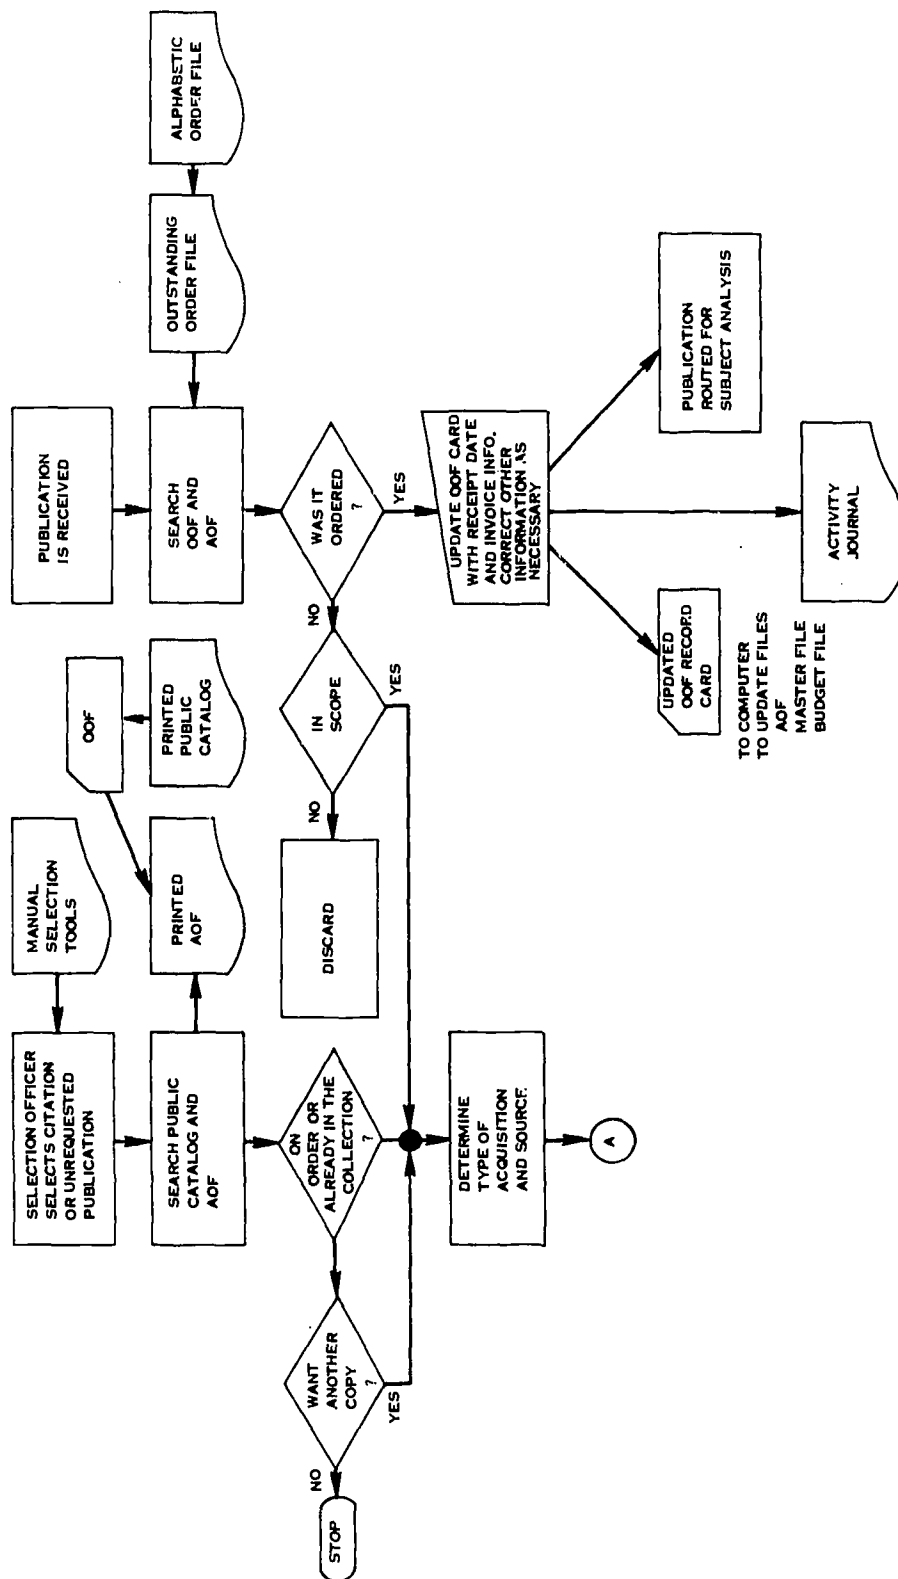 SELECTION OFFICER
SELECTS CITATION
OR UNREQUESTED
PUBLICATION
MANUAL
SELECTION
TOOLS
SEARCH PUBLIC
CATALOG AND
AOF
PRINTED
AOF
OOF
PRINTED
PUBLIC
CATALOG
ON
ORDER OR
ALREADY IN THE
COLLECTION
?
WANT
ANOTHER
COPY
?
NO
YES
STOP
DETERMINE
TYPE OF
ACQUISITION
AND SOURCE
A
PUBLICATION
IS RECEIVED
SEARCH
OOF AND
AOF
OUTSTANDING
ORDER FILE
ALPHABETIC
ORDER FILE
WAS IT
ORDERED
?
NO
YES
IN
SCOPE
NO
YES
DISCARD
UPDATE OOF CARD
WITH RECEIPT DATE
AND INVOICE INFO.
CORRECT OTHER
INFORMATION AS
NECESSARY
UPDATED
OOF RECORD
CARD
TO COMPUTER
TO UPDATE FILES
AOF
MASTER FILE
BUDGET FILE
ACTIVITY
JOURNAL
PUBLICATION
ROUTED FOR
SUBJECT ANALYSIS